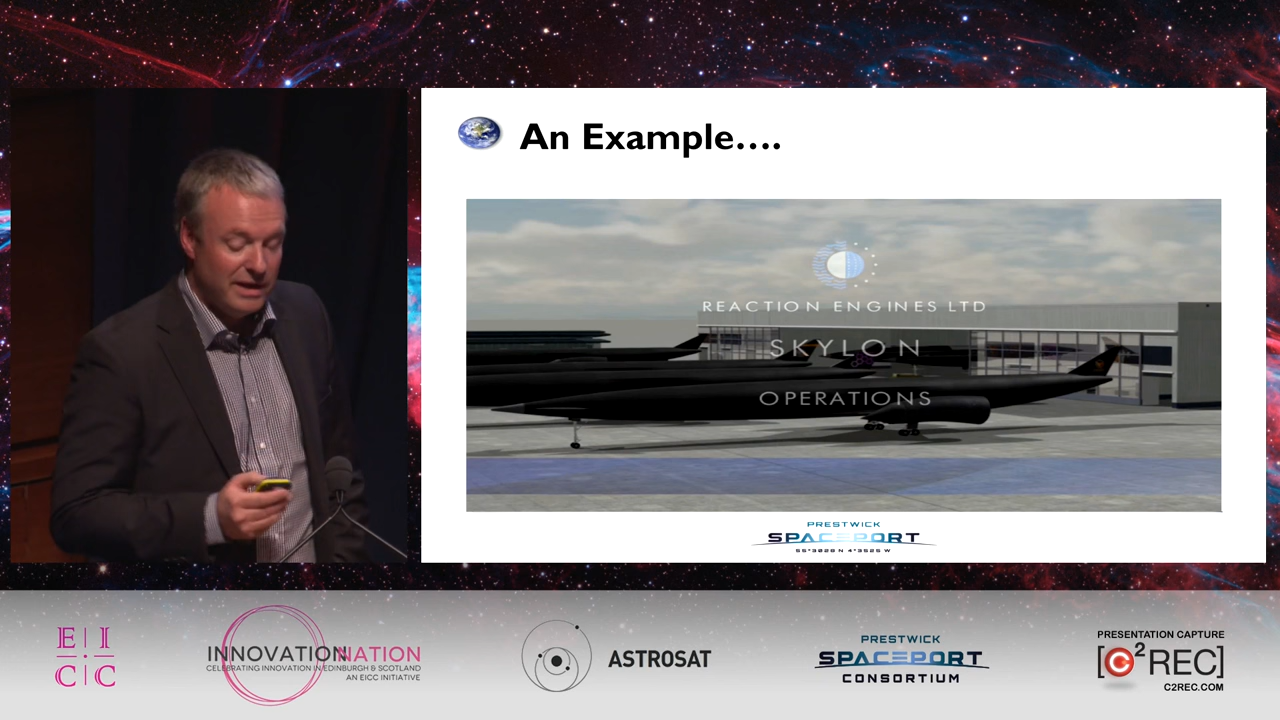 An Example....
REACTION ENGINES LTD
SKYLON
OPERATIONS
PRESTWICK
SPACEPORT
E I
C C
INNOVATIONNATION
CELEBRATING INNOVATION IN EDINBURGH & SCOTLAND
AN EICC INITIATIVE
ASTROSAT
PRESTWICK
SPACEPORT
CONSORTIUM
PRESENTATION CAPTURE
[C2REC]
C2REC.COM